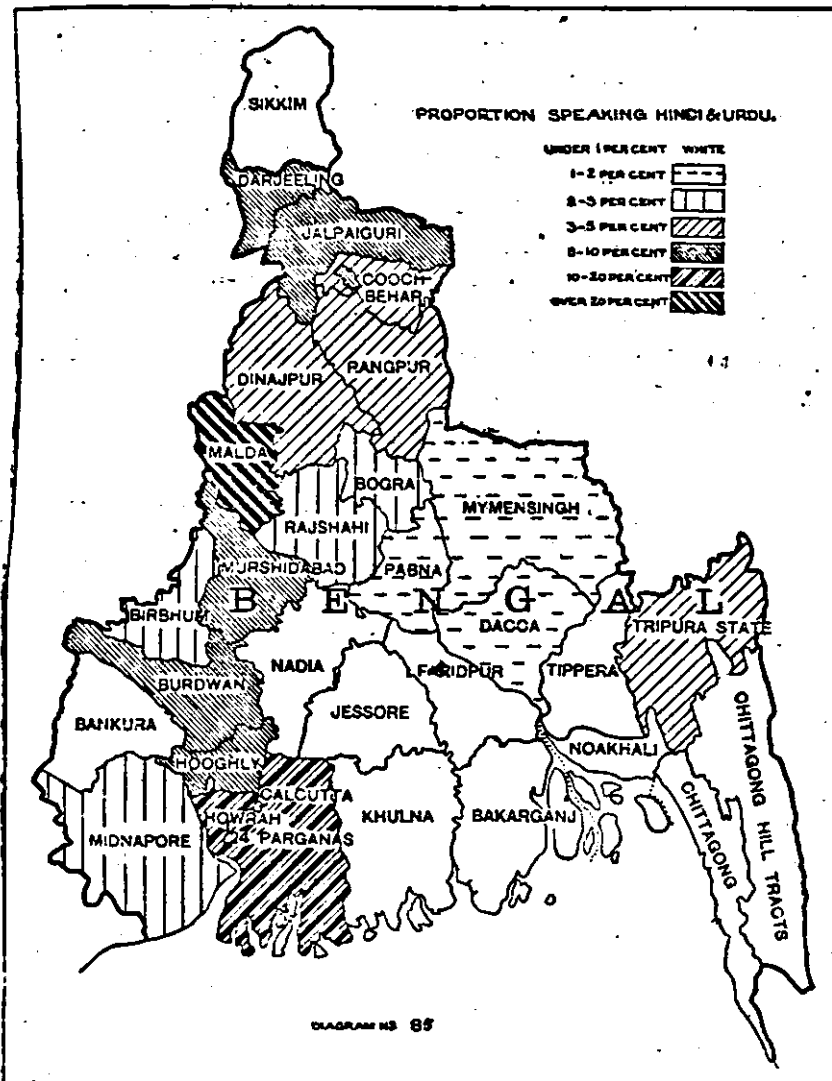 SIKKIM
PROPORTION SPEAKING HINDI & URDU.
UNDER 1 PER CENT WHITE
1-2 PER CENT
2-3 PER CENT
3-5 PER CENT
8-10 PER CENT
10-20 PER CENT
OVER 20 PER CENT
DARJEELING
JALPAIGURI
COOCH
BEHAR
DINAJPUR
RANGPUR
MALDA
BOGRA
MYMENSINGH
RAJSHAHI
MURSHIDABAD
PABNA
BENGAL
BIRBHUM
DACCA
TRIPURA STATE
NADIA
FARIDPUR
TIPPERA
BURDWAN
BANKURA
JESSORE
NOAKHALI
HOOGHLY
CALCUTTA
HOWRAH
24 PARGANAS
KHULNA
BAKARGANJ
MIDNAPORE
CHITTAGONG
CHITTAGONG HILL TRACTS
DIAGRAM NO 85